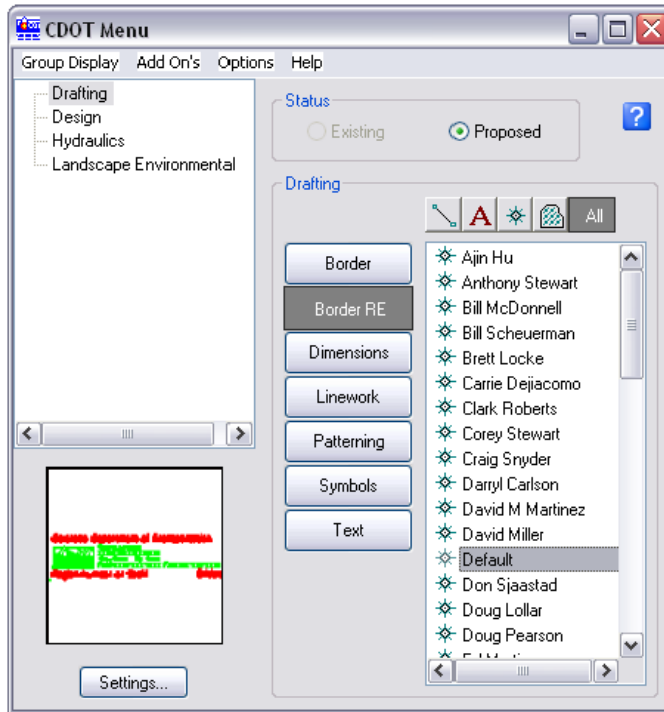 CDOT Menu
Group Display Add On's Options Help
Drafting
Design
Hydraulics
Landscape Environmental
Status
Existing
Proposed
?
Drafting
A
All
Border
Border RE
Dimensions
Linework
Patterning
Symbols
Text
Ajin Hu
Anthony Stewart
Bill McDonnell
Bill Scheuerman
Brett Locke
Carrie Dejiacomo
Clark Roberts
Corey Stewart
Craig Snyder
Darryl Carlson
David M Martinez
David Miller
Default
Don Sjaastad
Doug Lollar
Doug Pearson
Settings...